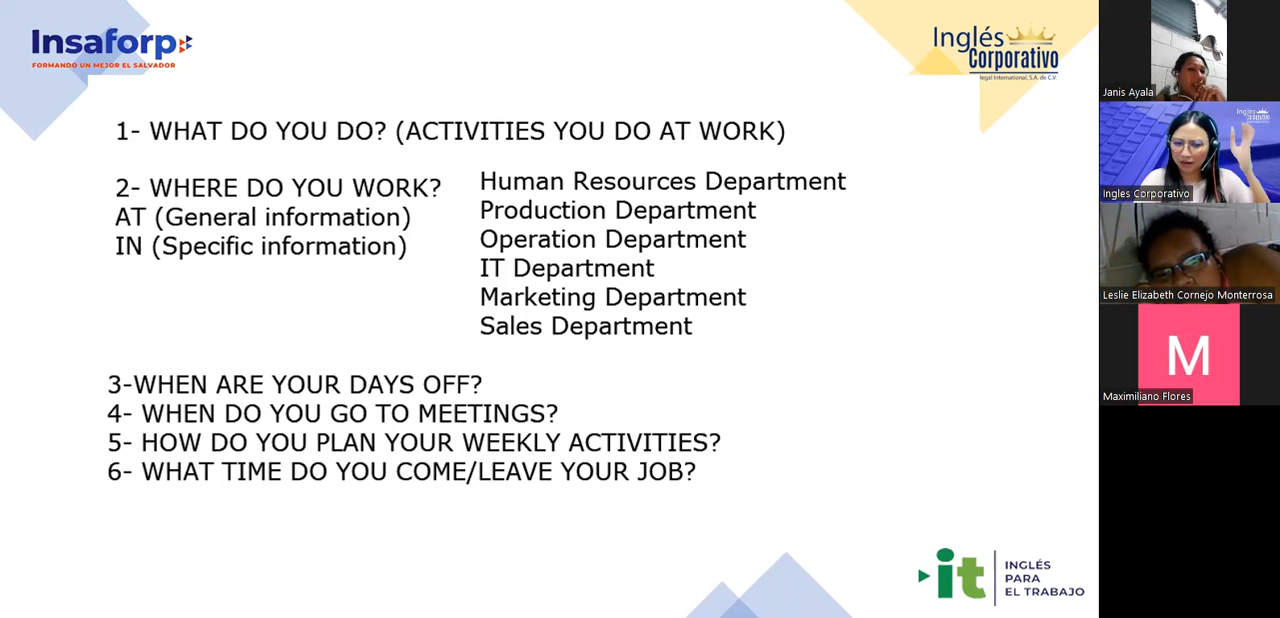 Insaforp
FORMANDO UN MEJOR EL SALVADOR
Inglés
Corporativo
legal International, S.A. de C.V.
1- WHAT DO YOU DO? (ACTIVITIES YOU DO AT WORK)
2- WHERE DO YOU WORK?
AT (General information)
IN (Specific information)
Human Resources Department
Production Department
Operation Department
IT Department
Marketing Department
Sales Department
3-WHEN ARE YOUR DAYS OFF?
4- WHEN DO YOU GO TO MEETINGS?
5- HOW DO YOU PLAN YOUR WEEKLY ACTIVITIES?
6- WHAT TIME DO YOU COME/LEAVE YOUR JOB?
it
INGLÉS
PARA
EL TRABAJO
Janis Ayala
Ingles Corporativo
Leslie Elizabeth Cornejo Monterrosa
M
Maximiliano Flores